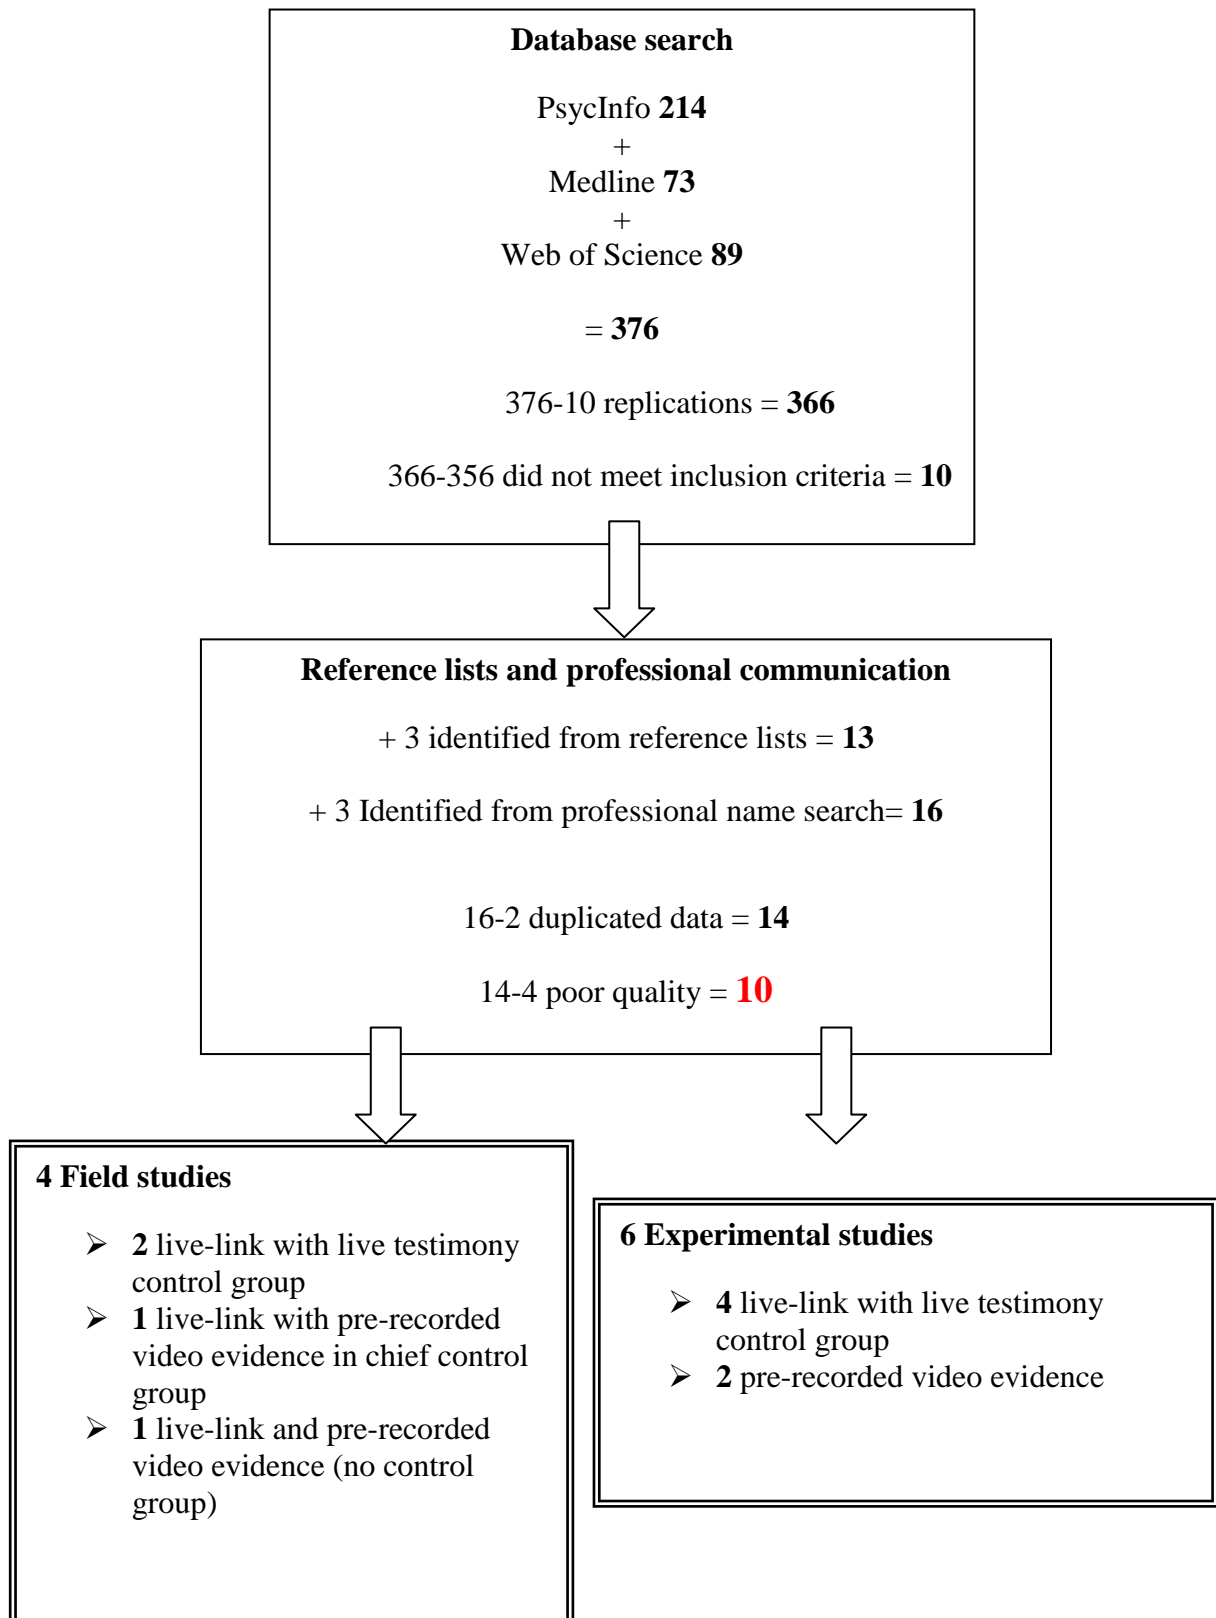 Database search
PsycInfo 214
+
Medline 73
+
Web of Science 89
= 376
376-10 replications = 366
366-356 did not meet inclusion criteria = 10
Reference lists and professional communication
+ 3 identified from reference lists = 13
+ 3 Identified from professional name search= 16
16-2 duplicated data = 14
14-4 poor quality = 10
4 Field studies
➢ 2 live-link with live testimony
control group
➢ 1 live-link with pre-recorded
video evidence in chief control
group
➢ 1 live-link and pre-recorded
video evidence (no control
group)
6 Experimental studies
➢ 4 live-link with live testimony
control group
➢ 2 pre-recorded video evidence